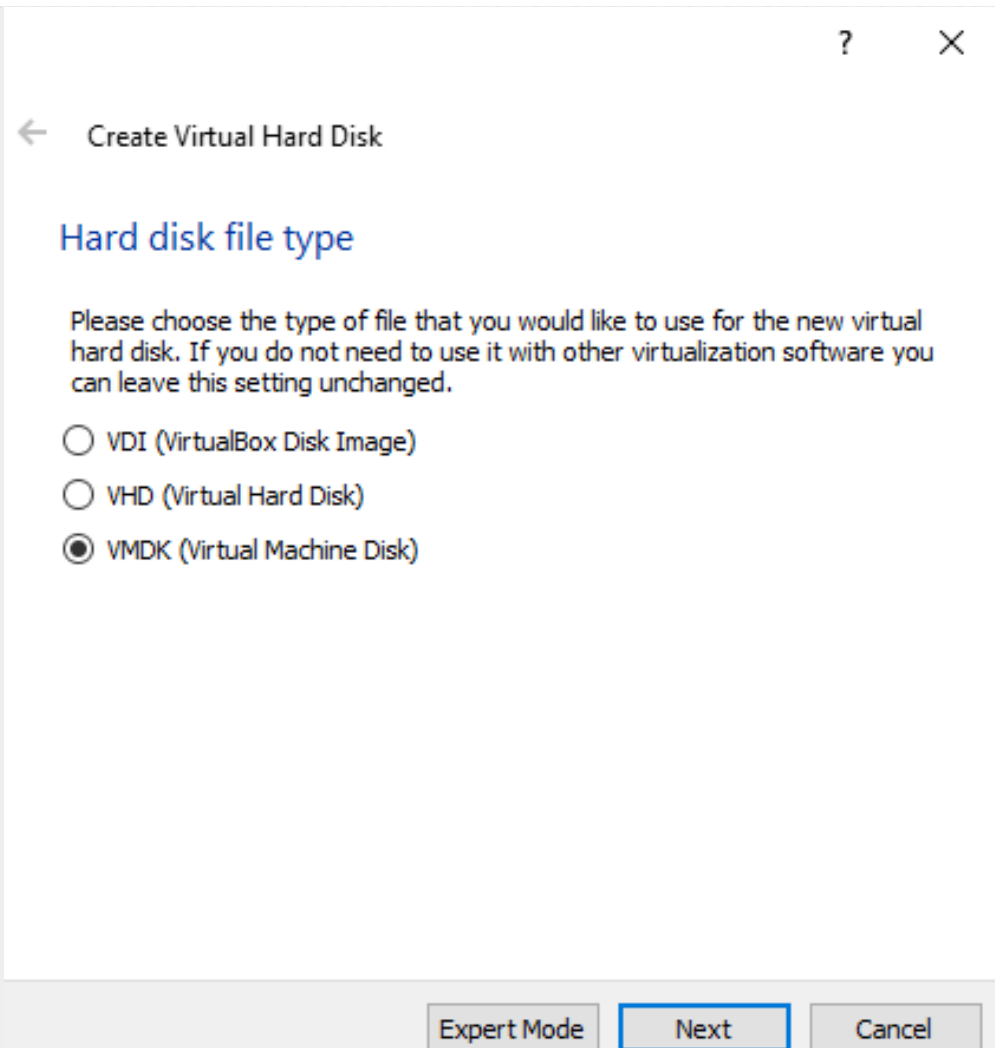 ?
Create Virtual Hard Disk
Hard disk file type
Please choose the type of file that you would like to use for the new virtual
hard disk. If you do not need to use it with other virtualization software you
can leave this setting unchanged.
VDI (VirtualBox Disk Image)
VHD (Virtual Hard Disk)
VMDK (Virtual Machine Disk)
Expert Mode Next Cancel